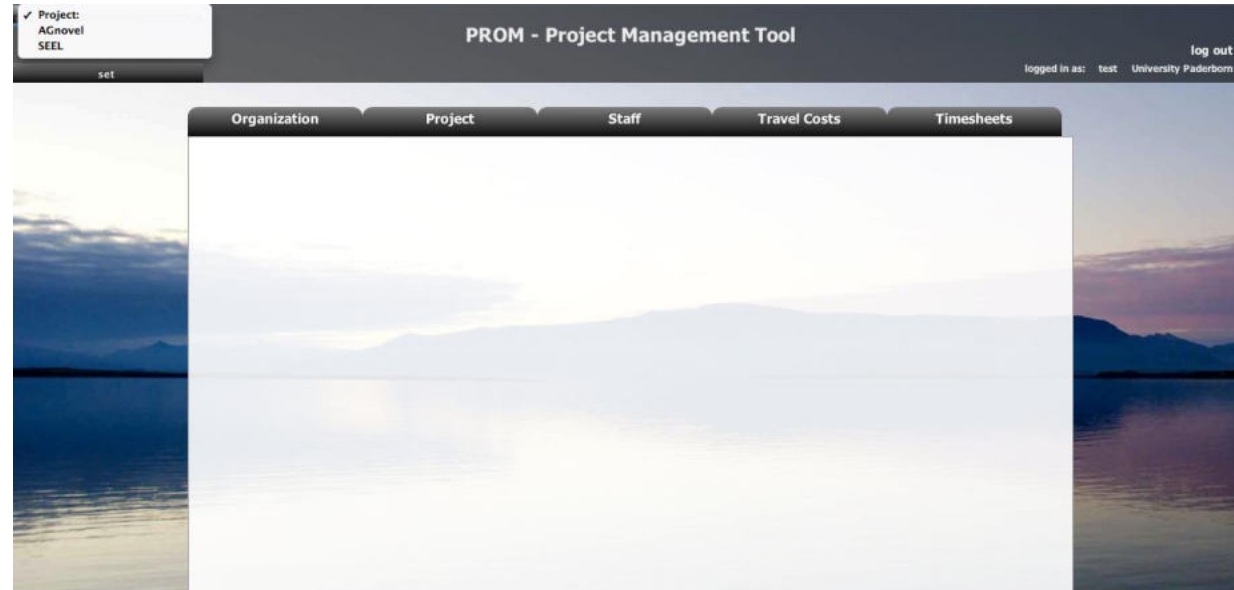 ✓ Project:
AGnovel
SEEL
set
PROM - Project Management Tool
log out
logged in as: test University Paderborn
Organization Project Staff Travel Costs Timesheets